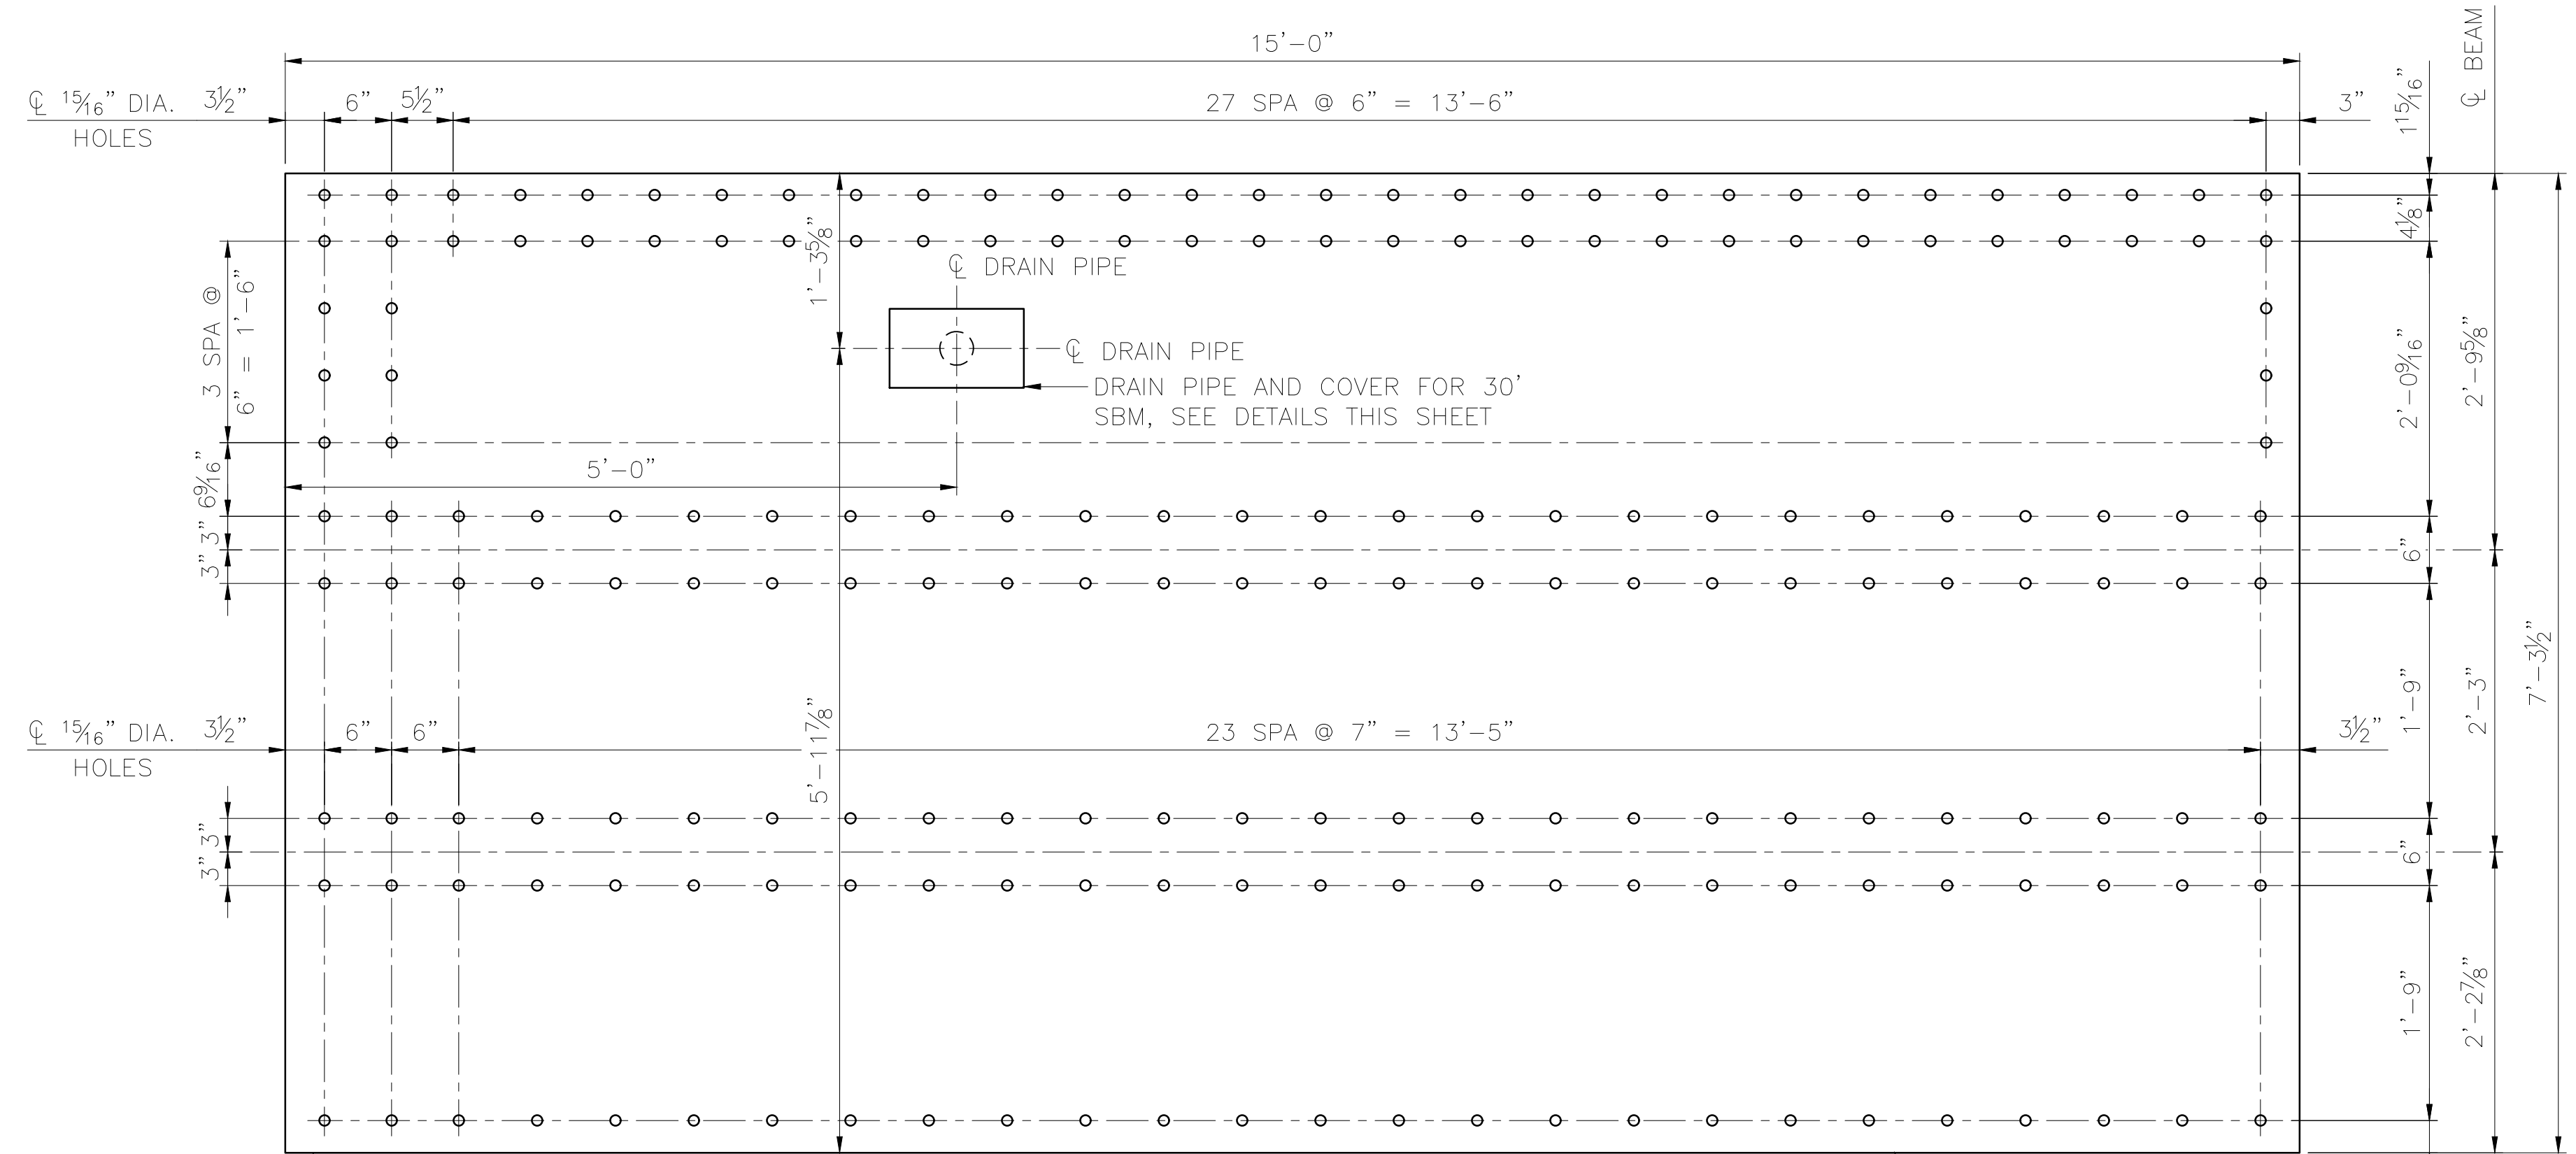 15'-0"
℄ BEAM
℄ 15/16" DIA.
HOLES
3½"
6"
5½"
27 SPA @ 6" = 13'-6"
3"
1 15/16"
4⅛"
1'-3⅝"
℄ DRAIN PIPE
3 SPA @
6" = 1'-6"
℄ DRAIN PIPE
DRAIN PIPE AND COVER FOR 30'
SBM, SEE DETAILS THIS SHEET
2'-0 9/16"
2'-9⅝"
5'-0"
6 9/16"
3"
3"
6"
7'-3½"
℄ 15/16" DIA.
HOLES
3½"
6"
6"
5'-11⅞"
23 SPA @ 7" = 13'-5"
3½"
1'-9"
2'-3"
3"
3"
6"
1'-9"
2'-2⅞"